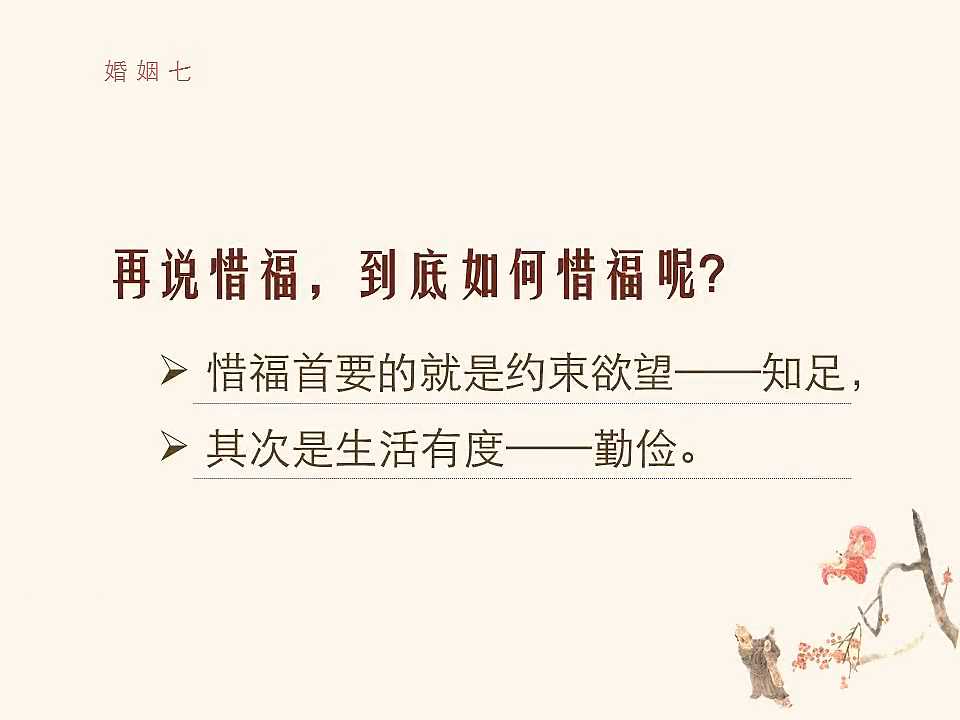 婚姻七
再说惜福，到底如何惜福呢？
惜福首要的就是约束欲望——知足，
其次是生活有度——勤俭。